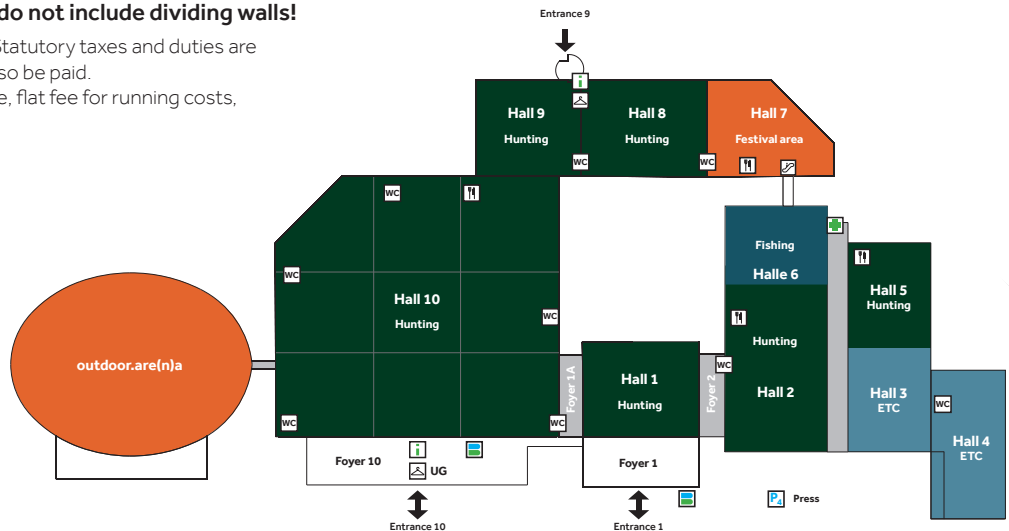 do not include dividing walls!
Statutory taxes and duties are
so be paid.
e, flat fee for running costs,
Entrance 9
i
Hall 9
Hunting
Hall 8
Hunting
Hall 7
Festival area
WC
WC
WC
Fishing
Halle 6
WC
Hall 10
Hunting
WC
Hall 5
Hunting
Hunting
outdoor.are(n)a
Foyer 1A
Hall 1
Hunting
Foyer 2
WC
Hall 2
Hall 3
ETC
WC
Hall 4
ETC
WC
WC
Foyer 10
i
UG
Foyer 1
P4 Press
Entrance 10
Entrance 1